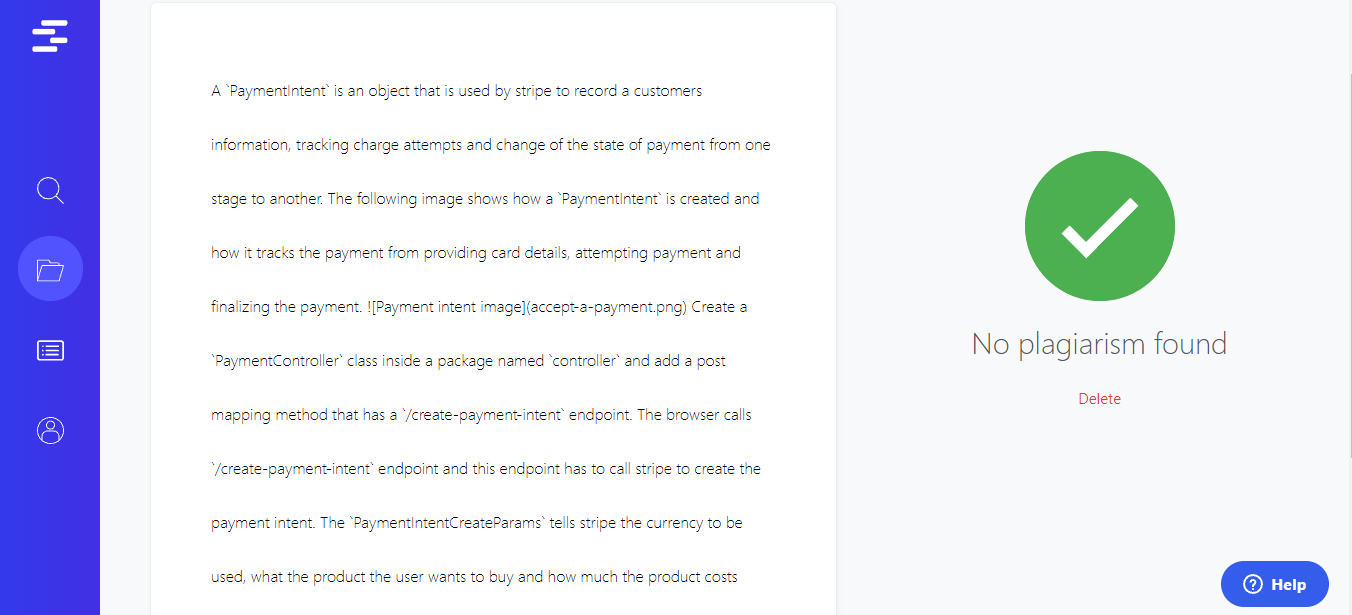 A `PaymentIntent` is an object that is used by stripe to record a customers
information, tracking charge attempts and change of the state of payment from one
stage to another. The following image shows how a `PaymentIntent` is created and
how it tracks the payment from providing card details, attempting payment and
finalizing the payment. ![Payment intent image](accept-a-payment.png) Create a
`PaymentController` class inside a package named `controller` and add a post
mapping method that has a `/create-payment-intent` endpoint. The browser calls
`/create-payment-intent` endpoint and this endpoint has to call stripe to create the
payment intent. The `PaymentIntentCreateParams` tells stripe the currency to be
used, what the product the user wants to buy and how much the product costs
No plagiarism found
Delete
Help